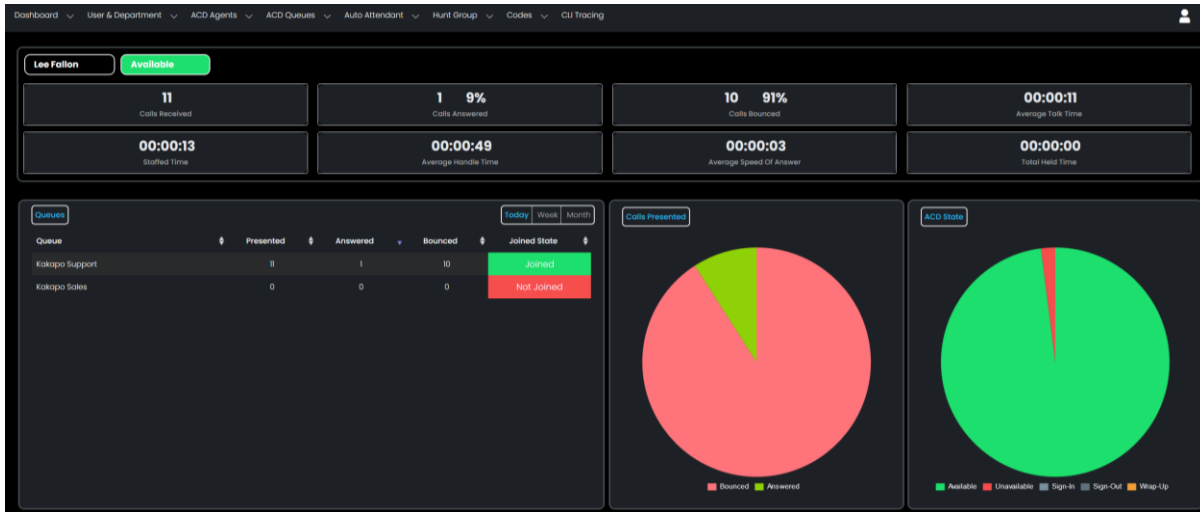 Dashboard User & Department ACD Agents ACD Queues Auto Attendant Hunt Group Codes CLI Tracing
Lee Fallon Available
11 1 9% 10 91% 00:00:11
Calls Received Calls Answered Calls Bounced Average Talk Time
00:00:13 00:00:49 00:00:03 00:00:00
Staffed Time Average Handle Time Average Speed Of Answer Total Held Time
Queues Today Week Month
Queue Presented Answered Bounced Joined State
Kakapo Support 11 1 10 Joined
Kakapo Sales 0 0 0 Not Joined
Calls Presented
Bounced Answered
ACD State
Available Unavailable Sign-In Sign-Out Wrap-Up